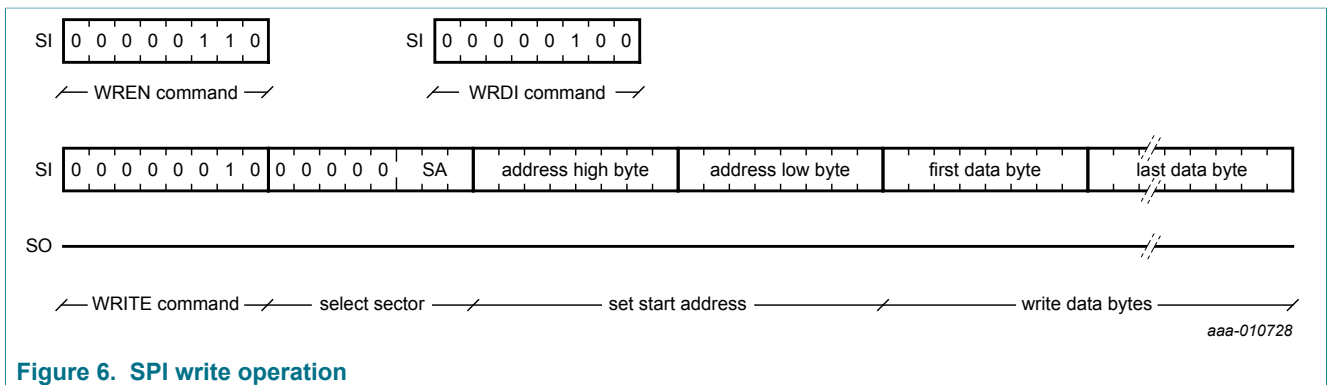 SI 0 0 0 0 0 1 1 0 SI 0 0 0 0 0 1 0 0
WREN command WRDI command
SI 0 0 0 0 0 0 1 0 0 0 0 0 0 SA address high byte address low byte first data byte last data byte
SO
WRITE command select sector set start address write data bytes
aaa-010728
Figure 6. SPI write operation